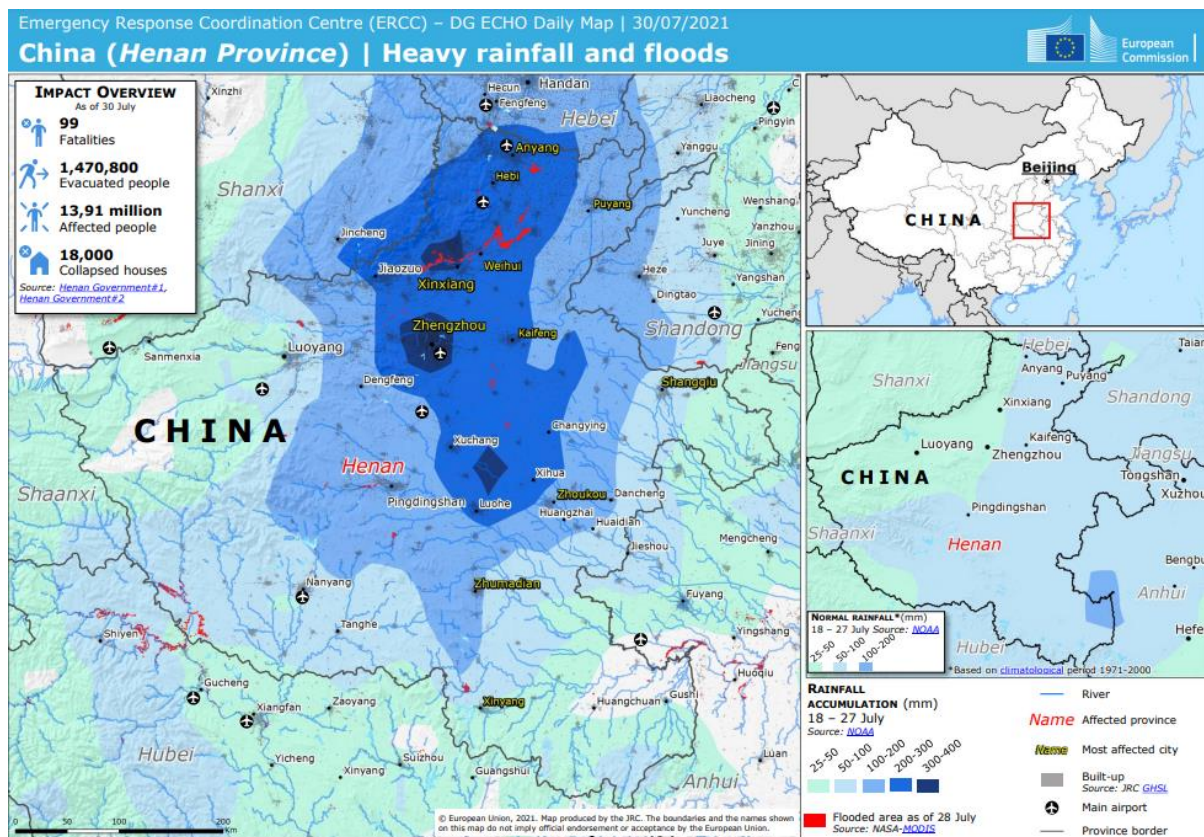 Emergency Response Coordination Centre (ERCC) – DG ECHO Daily Map | 30/07/2021
China (Henan Province) | Heavy rainfall and floods
European
Commission
IMPACT OVERVIEW
As of 30 July
99
Fatalities
1,470,800
Evacuated people
13,91 million
Affected people
18,000
Collapsed houses
Source: Henan Government#1,
Henan Government#2
Xinzhi
Hecun
Handan
Fengfeng
Hebei
Liaocheng
Pingyin
Shanxi
Anyang
Yanggu
Hebi
Puyang
Yuncheng
Wenshang
Yanzhou
Jining
Jincheng
Juye
Jiaozuo
Weihui
Heze
Yangshan
Xinxiang
Dingtao
Yucheng
Zhengzhou
Kaifeng
Shandong
Feng
Jiangsu
Sanmenxia
Luoyang
Dengfeng
Shangqiu
CHINA
Changying
Xuchang
Henan
Xihua
Shaanxi
Pingdingshan
Luohe
Zhoukou
Dancheng
Huangzhai
Huaidian
Jieshou
Mengcheng
Nanyang
Zhumadian
Fuyang
Shiyen
Tanghe
Yingshang
Gucheng
Huoqiu
Zaoyang
Xinyang
Gushi
Xiangfan
Huangchuan
Hubei
Yicheng
Suizhou
Luan
Xinyang
Guangshui
Anhui
0 50 100 200
Km
© European Union, 2021. Map produced by the JRC. The boundaries and the names shown
on this map do not imply official endorsement or acceptance by the European Union.
Beijing
CHINA
Hebei
Taian
Shanxi
Anyang
Puyang
Shandong
Xinxiang
Luoyang
Kaifeng
Zhengzhou
Jiangsu
CHINA
Tongshan
Xuzhou
Pingdingshan
Shaanxi
Henan
Bengbu
Anhui
Hubei
Hefe
NORMAL RAINFALL*(mm)
18 – 27 July Source: NOAA
25-50
50-100
100-200
*Based on climatological period 1971-2000
RAINFALL
ACCUMULATION (mm)
18 – 27 July
Source: NOAA
25-50
50-100
100-200
200-300
300-400
Flooded area as of 28 July
Source: NASA-MODIS
River
Name Affected province
Name Most affected city
Built-up
Source: JRC GHSL
Main airport
Province border